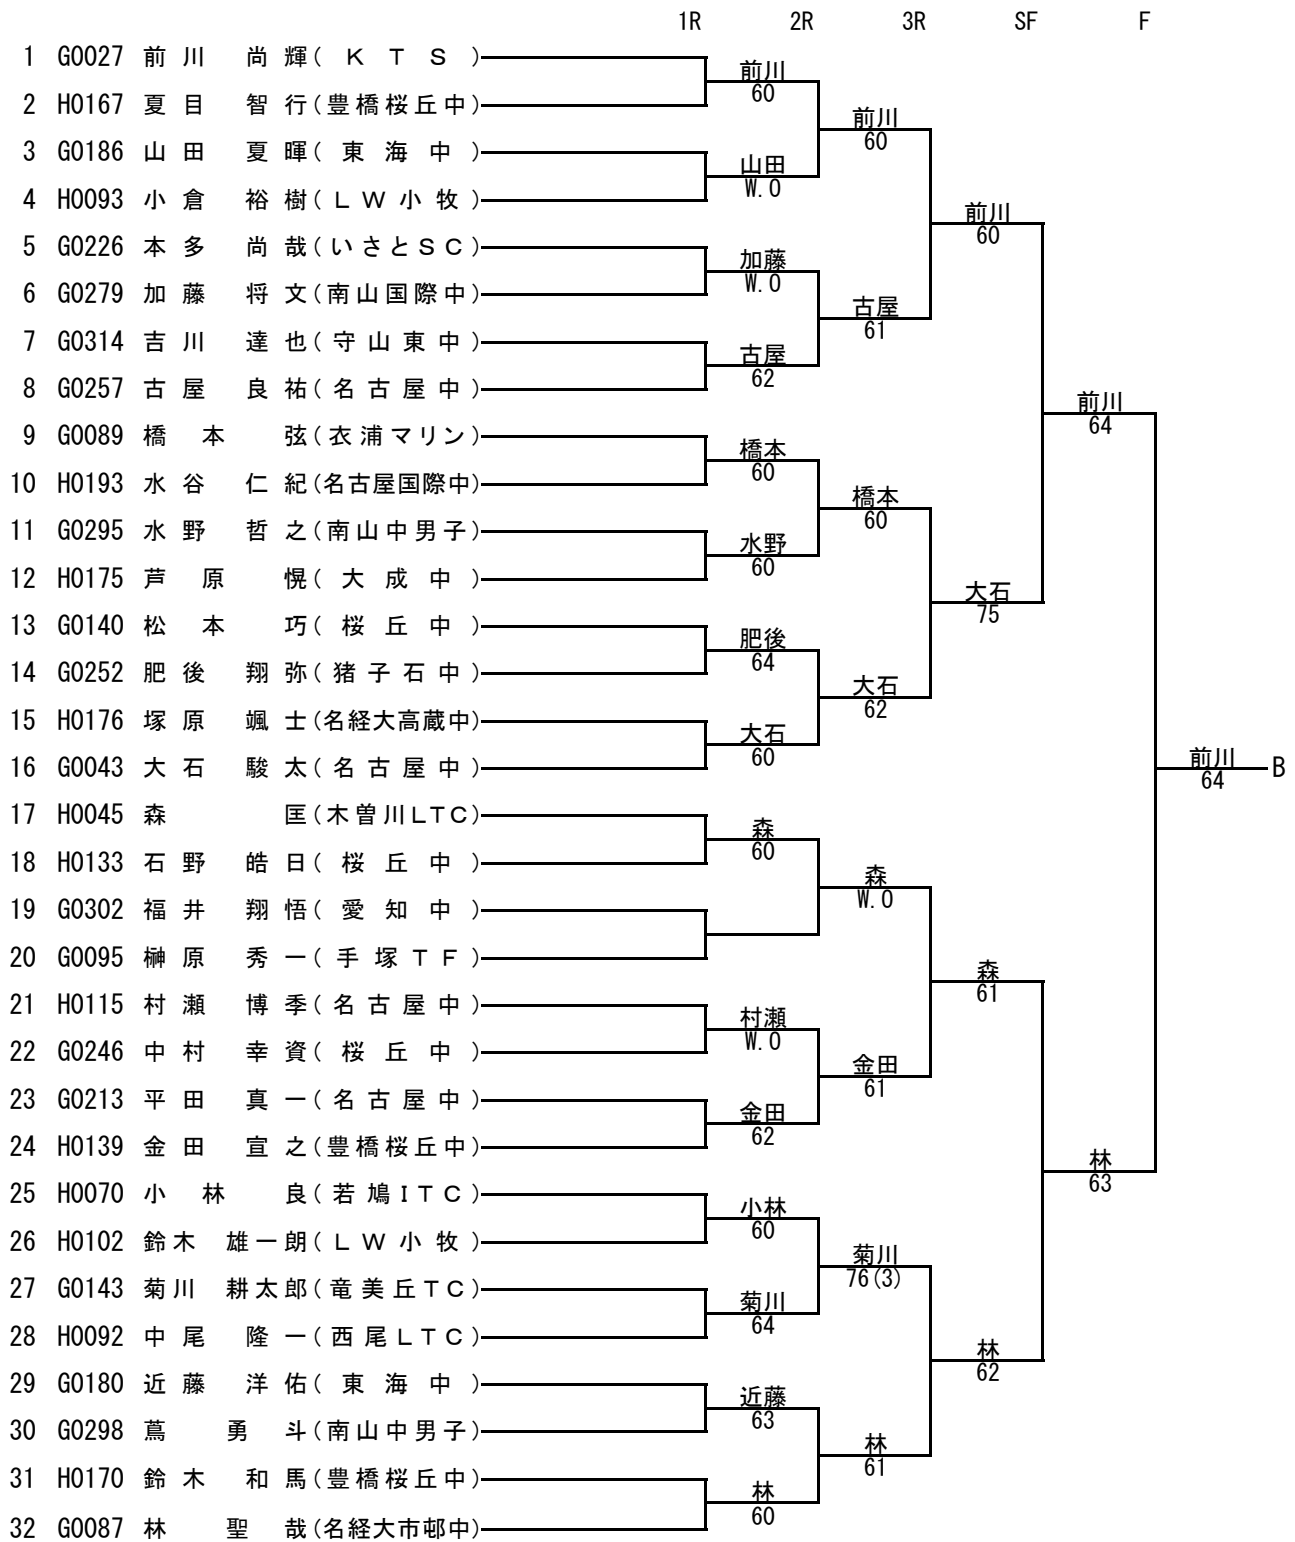 1R 2R 3R SF F
1 G0027 前川 尚輝(KTS)
前川
60
2 H0167 夏目 智行(豊橋桜丘中)
前川
60
3 G0186 山田 夏暉(東海中)
山田
W.0
4 H0093 小倉 裕樹(LW小牧)
前川
60
5 G0226 本多 尚哉(いさとSC)
加藤
W.0
6 G0279 加藤 将文(南山国際中)
古屋
61
7 G0314 吉川 達也(守山東中)
古屋
62
8 G0257 古屋 良祐(名古屋中)
前川
64
9 G0089 橋本 弦(衣浦マリン)
橋本
60
10 H0193 水谷 仁紀(名古屋国際中)
橋本
60
11 G0295 水野 哲之(南山中男子)
水野
60
12 H0175 芦原 愰(大成中)
大石
75
13 G0140 松本 巧(桜丘中)
肥後
64
14 G0252 肥後 翔弥(猪子石中)
大石
62
15 H0176 塚原 颯士(名経大高蔵中)
大石
60
16 G0043 大石 駿太(名古屋中)
前川
64
B
17 H0045 森 匡(木曽川LTC)
森
60
18 H0133 石野 皓日(桜丘中)
森
W.0
19 G0302 福井 翔悟(愛知中)
20 G0095 榊原 秀一(手塚TF)
森
61
21 H0115 村瀬 博季(名古屋中)
村瀬
W.0
22 G0246 中村 幸資(桜丘中)
金田
61
23 G0213 平田 真一(名古屋中)
金田
62
24 H0139 金田 宣之(豊橋桜丘中)
林
63
25 H0070 小林 良(若鳩ITC)
小林
60
26 H0102 鈴木 雄一朗(LW小牧)
菊川
76(3)
27 G0143 菊川 耕太郎(竜美丘TC)
菊川
64
28 H0092 中尾 隆一(西尾LTC)
林
62
29 G0180 近藤 洋佑(東海中)
近藤
63
30 G0298 蔦 勇斗(南山中男子)
林
61
31 H0170 鈴木 和馬(豊橋桜丘中)
林
60
32 G0087 林 聖哉(名経大市邨中)